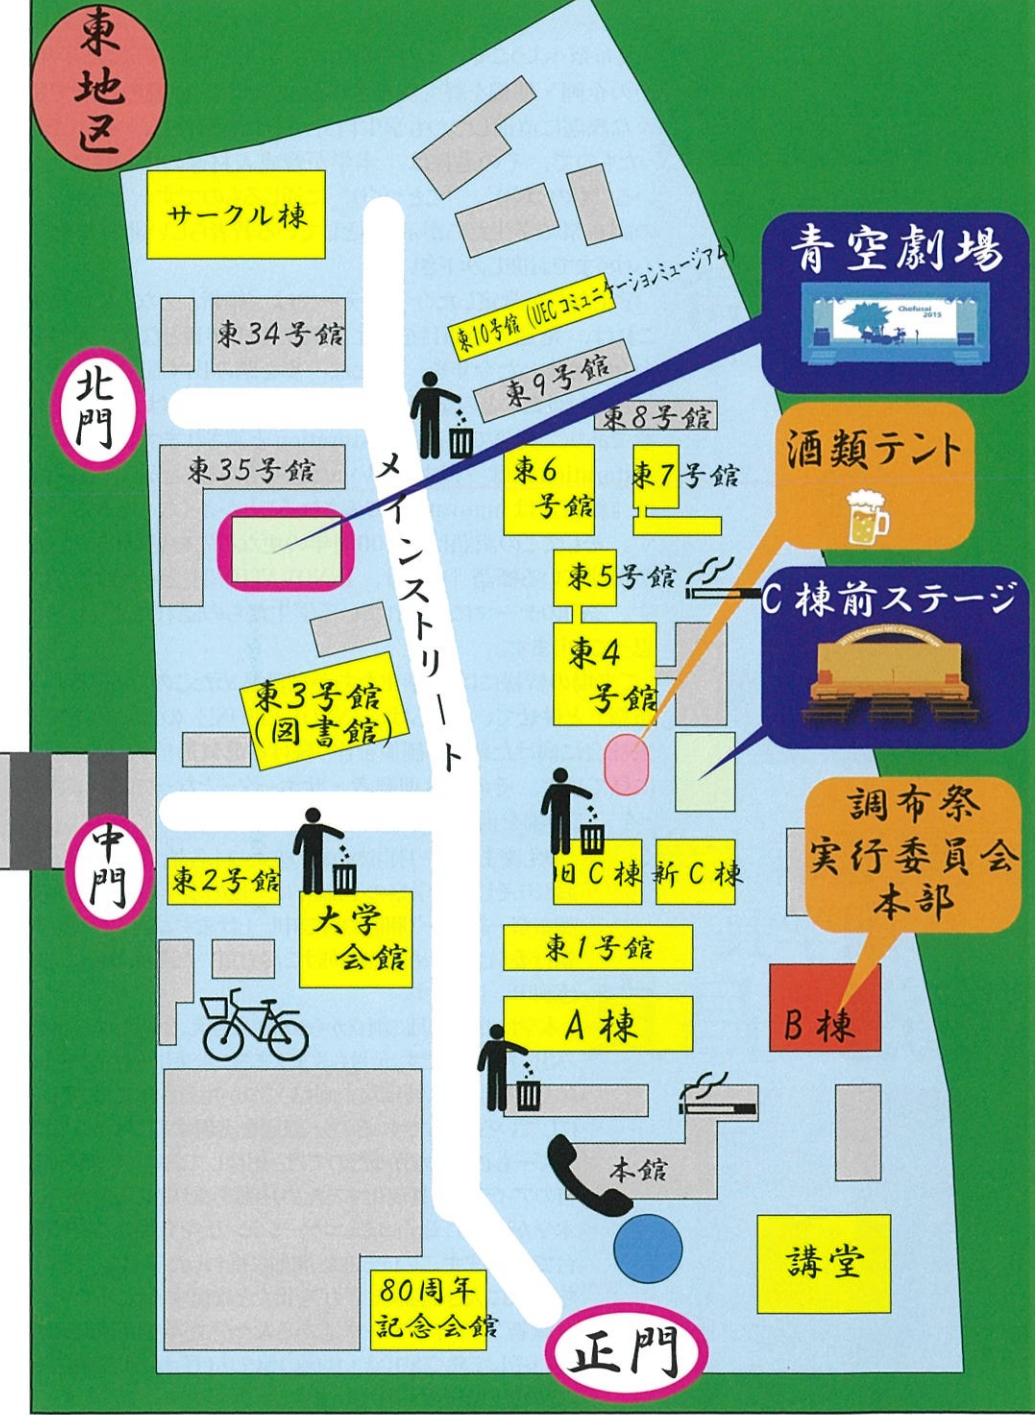 東
地
区
サークル棟
青空劇場
Chofusai
2015
東10号館(UECコミュニケーションミュージアム)
東34号館
東9号館
北
門
東8号館
酒類テント
メインストリート
東35号館
東6
号館
東7号館
東5号館
C棟前ステージ
東4
号館
東3号館
(図書館)
調布祭
実行委員会
本部
中
門
東2号館
旧C棟
新C棟
大学
会館
東1号館
A棟
B棟
本館
講堂
80周年
記念会館
正門